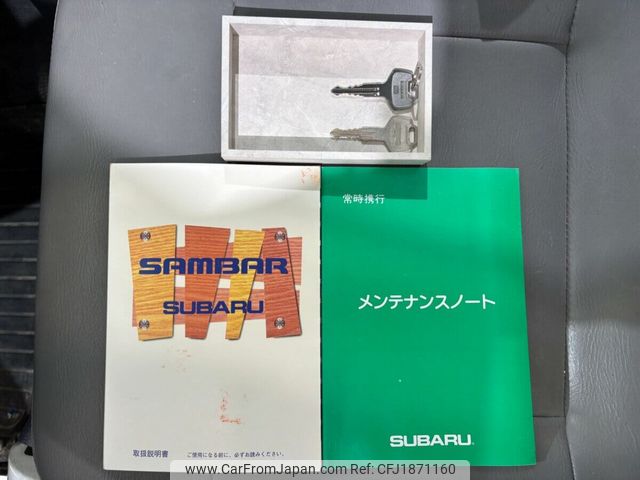 SAMBAR
SUBARU
取扱説明書
ご使用になる前に、必ずお読みください。
常時携行
メンテナンスノート
SUBARU
www.CarFromJapan.com - CFJ1871160